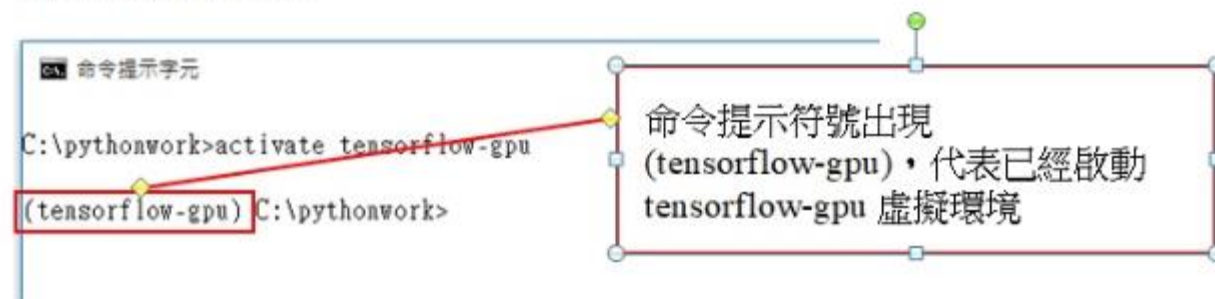 命令提示字元
C:\pythonwork>activate tensorflow-gpu
(tensorflow-gpu) C:\pythonwork>
命令提示符號出現
(tensorflow-gpu)，代表已經啟動
tensorflow-gpu 虛擬環境